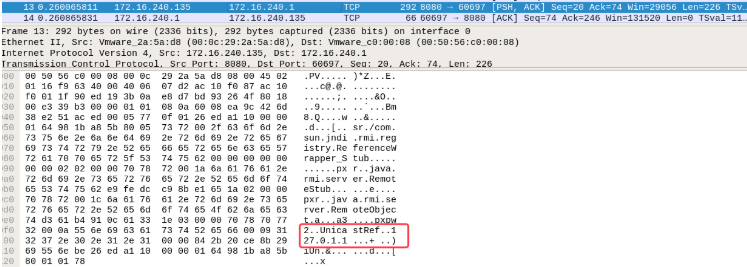 13 0.260865811 172.16.240.135 172.16.240.1 TCP 292 8080 → 60697 [PSH, ACK] Seq=20 Ack=74 Win=29056 Len=226 TSV…
14 0.260865831 172.16.240.1 172.16.240.135 TCP 66 60697 → 8080 [ACK] Seq=74 Ack=246 Win=131520 Len=0 TSval=11…
Frame 13: 292 bytes on wire (2336 bits), 292 bytes captured (2336 bits) on interface 0
Ethernet II, Src: Vmware_2a:5a:d8 (00:0c:29:2a:5a:d8), Dst: Vmware_c0:00:08 (00:50:56:c0:00:08)
Internet Protocol Version 4, Src: 172.16.240.135, Dst: 172.16.240.1
Transmission Control Protocol, Src Port: 8080, Dst Port: 60697, Seq: 20, Ack: 74, Len: 226
00 00 50 56 c0 00 08 00 0c 29 2a 5a d8 08 00 45 02 .PV..... )*Z...E.
10 01 16 f9 63 40 00 40 06 07 d2 ac 10 f0 87 ac 10 ...c@.@. ........
20 f0 01 1f 90 ed 19 3b 0a e8 d7 bd 93 26 4f 80 18 ......;. ....&O..
30 00 e3 39 b3 00 00 01 01 08 0a 60 08 ea 9c 42 6d ..9..... ..`...Bm
40 38 e2 51 ac ed 00 05 77 0f 01 26 ed a1 10 00 00 8.Q....w ..&.....
50 01 64 98 1b a8 5b 80 05 73 72 00 2f 63 6f 6d 2e .d...[.. sr./com.
60 73 75 6e 2e 6a 6e 64 69 2e 72 6d 69 2e 72 65 67 sun.jndi .rmi.reg
70 69 73 74 72 79 2e 52 65 66 65 72 65 6e 63 65 57 istry.Re ferenceW
80 72 61 70 70 65 72 5f 53 74 75 62 00 00 00 00 00 rapper_S tub.....
90 00 00 02 02 00 00 70 78 72 00 1a 6a 61 76 61 2e ......px r..java.
a0 72 6d 69 2e 73 65 72 76 65 72 2e 52 65 6d 6f 74 rmi.serv er.Remot
b0 65 53 74 75 62 e9 fe dc c9 8b e1 65 1a 02 00 00 eStub... ...e....
c0 70 78 72 00 1c 6a 61 76 61 2e 72 6d 69 2e 73 65 pxr..jav a.rmi.se
d0 72 76 65 72 2e 52 65 6d 6f 74 65 4f 62 6a 65 63 rver.Rem oteObjec
e0 74 d3 61 b4 91 0c 61 33 1e 03 00 00 70 78 70 77 t.a...a3 ....pxpw
f0 32 00 0a 55 6e 69 63 61 73 74 52 65 66 00 09 31 2..Unica stRef..1
00 32 37 2e 30 2e 31 2e 31 00 00 84 2b 20 ce 8b 29 27.0.1.1 ...+ ..)
10 69 55 6e be 26 ed a1 10 00 00 01 64 98 1b a8 5b iUn.&... ...d...[
20 80 01 01 78 ...x